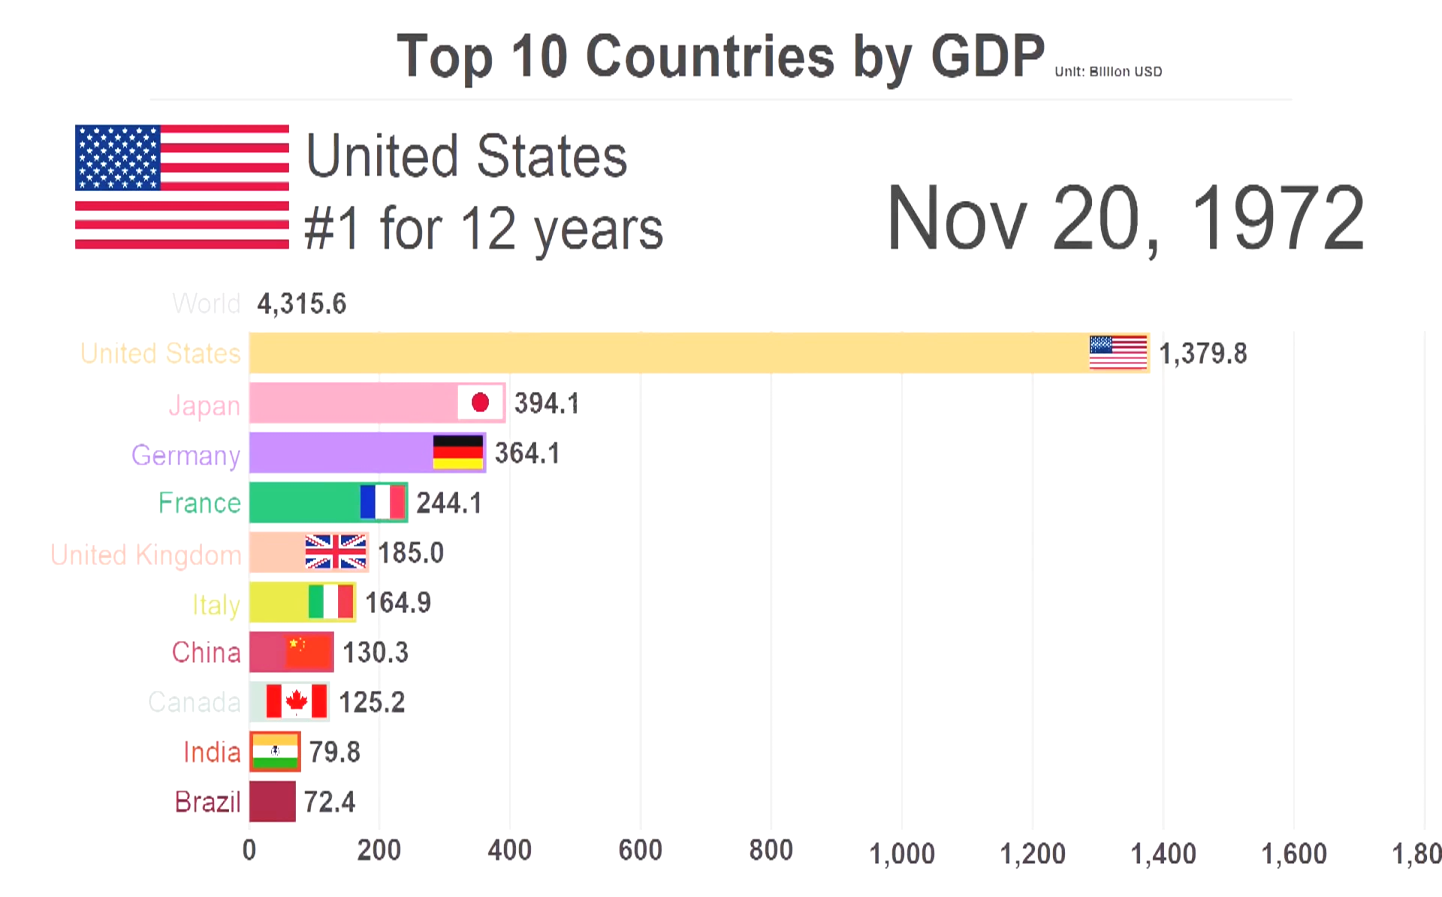 Top 10 Countries by GDP Unit: Billion USD
United States
#1 for 12 years
Nov 20, 1972
World 4,315.6
United States 1,379.8
Japan 394.1
Germany 364.1
France 244.1
United Kingdom 185.0
Italy 164.9
China 130.3
Canada 125.2
India 79.8
Brazil 72.4
0 200 400 600 800 1,000 1,200 1,400 1,600 1,80